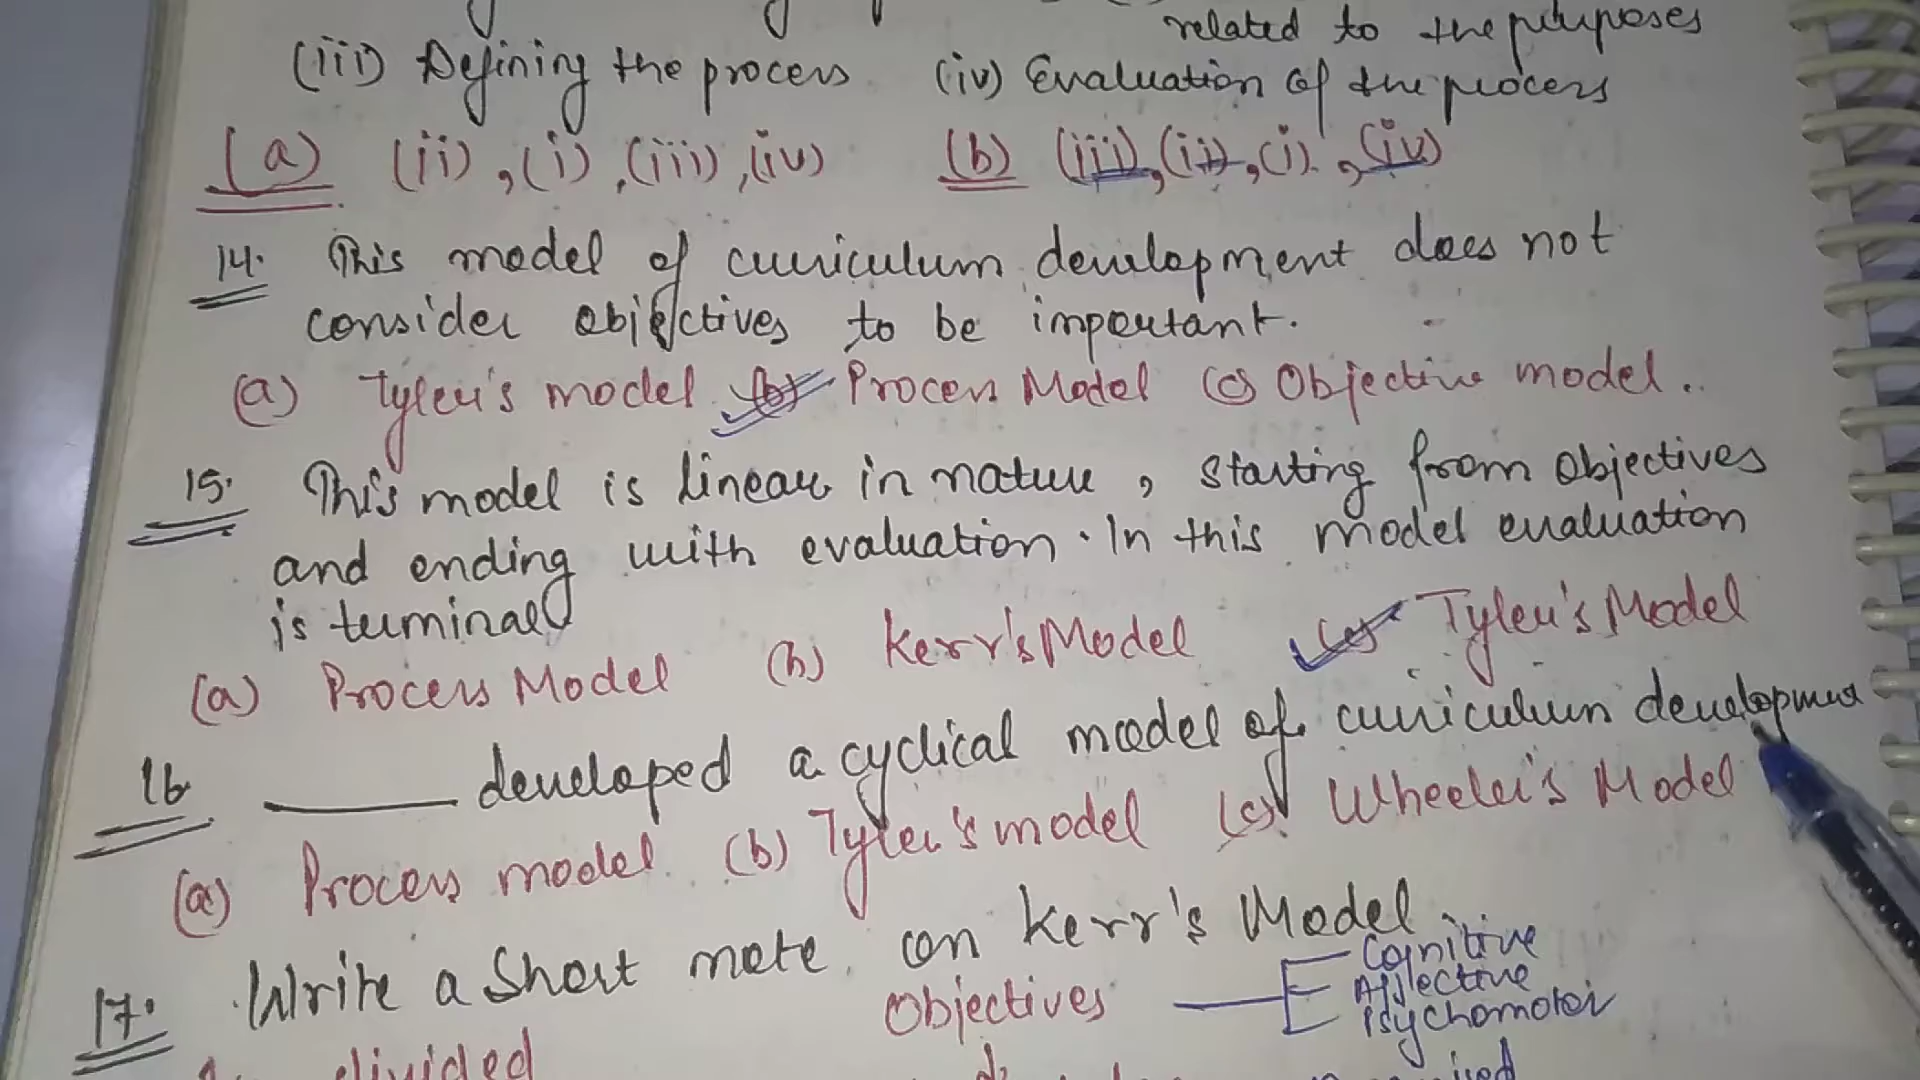 related to the purposes
(iii) Defining the process (iv) Evaluation of the process
(a) (ii), (i), (iii), (iv) (b) (iii), (ii), (i), (iv)
14. This model of curriculum development does not
consider objectives to be important.
(a) Tyler's model (b) Process Model (c) Objective model.
15. This model is linear in nature, starting from objectives
and ending with evaluation. In this model evaluation
is terminal
(a) Process Model (b) Kerr's Model (c) Tyler's Model
16. ______ developed a cyclical model of curriculum development
(a) Process model (b) Tyler's model (c) Wheeler's Model
17. Write a Short note on Kerr's Model
Objectives
Cognitive
Affective
Psychomotor
divided